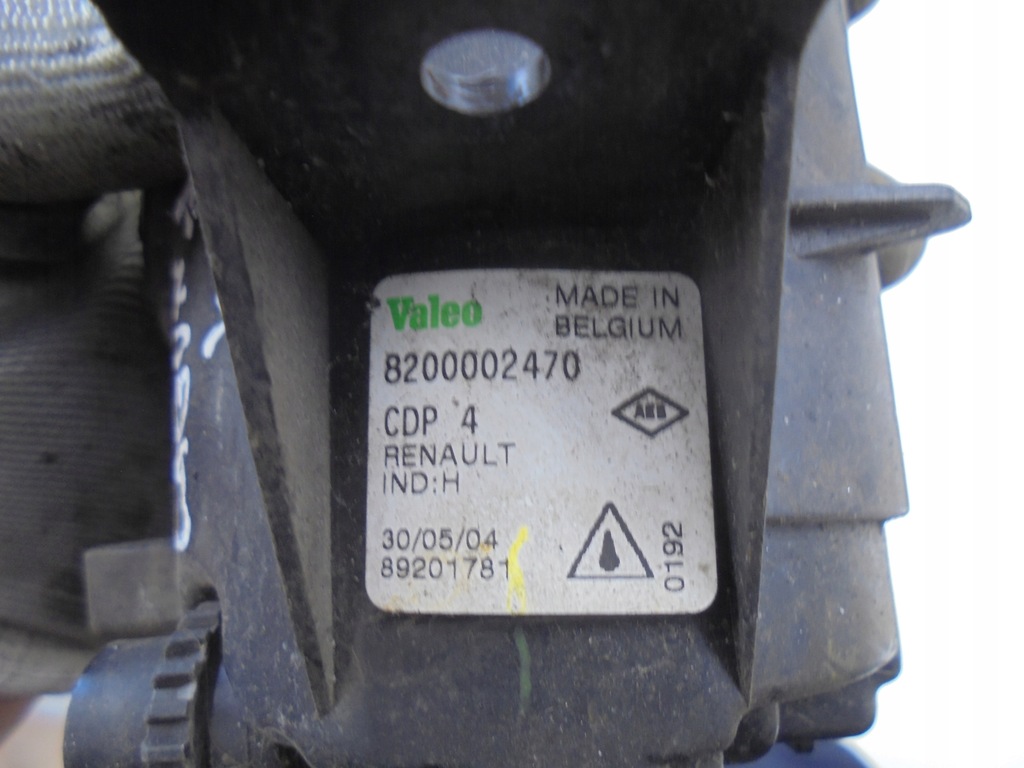 Valeo
MADE IN
BELGIUM
8200002470
CDP 4
RENAULT
IND:H
30/05/04
89201781
0192